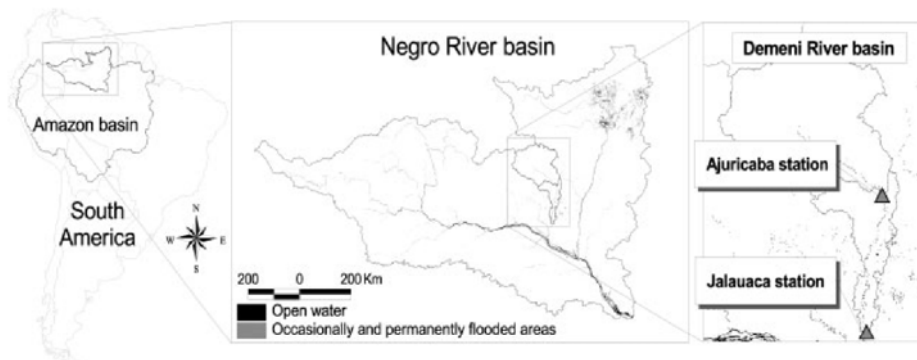 Amazon basin
South
America
N
W
E
S
Negro River basin
200 0 200 Km
Open water
Occasionally and permanently flooded areas
Demeni River basin
Ajuricaba station
Jalauaca station